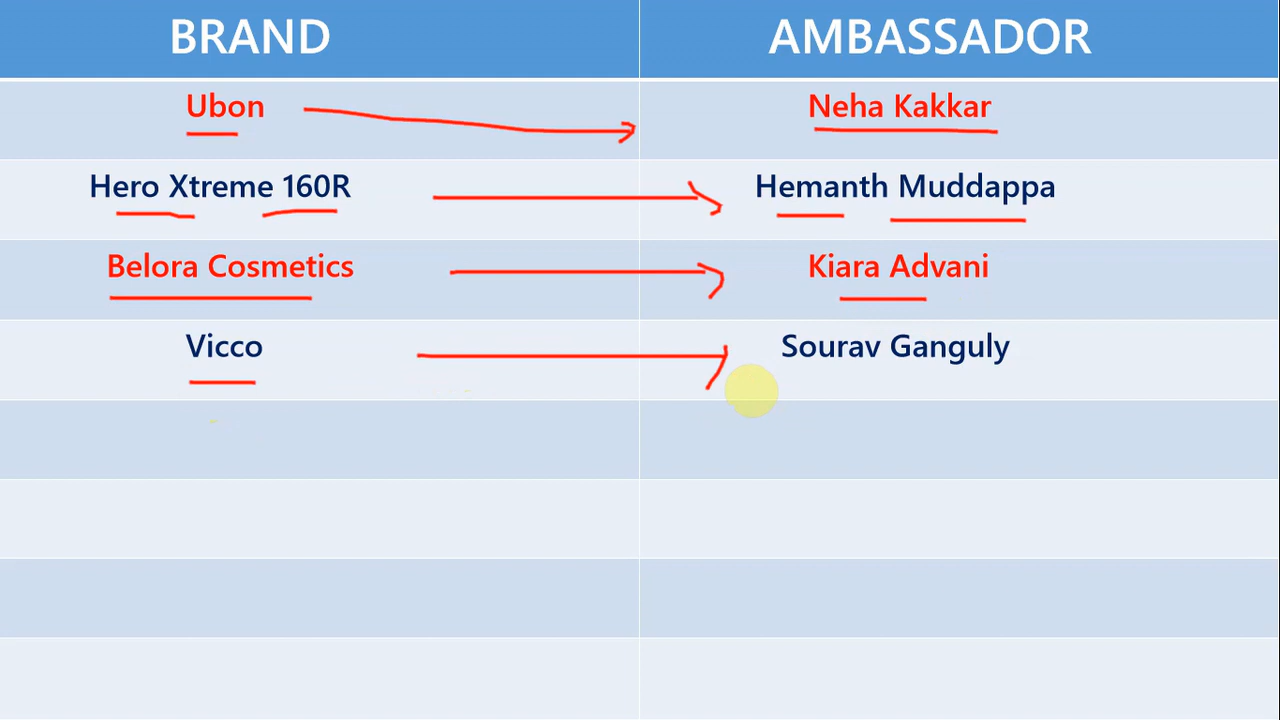 BRAND AMBASSADOR
Ubon Neha Kakkar
Hero Xtreme 160R Hemanth Muddappa
Belora Cosmetics Kiara Advani
Vicco Sourav Ganguly